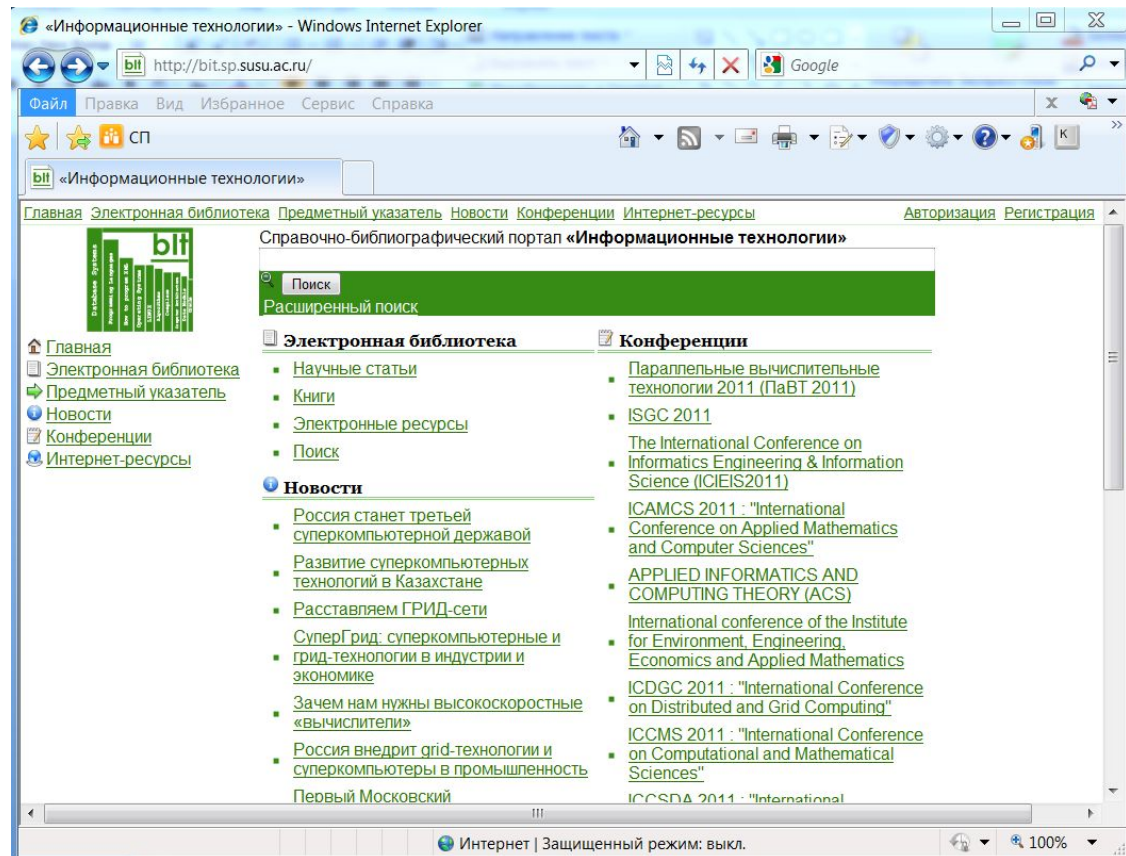 «Информационные технологии» - Windows Internet Explorer
blt http://bit.sp.susu.ac.ru/ Google
Файл Правка Вид Избранное Сервис Справка x
СП K
blt «Информационные технологии»
Главная Электронная библиотека Предметный указатель Новости Конференции Интернет-ресурсы Авторизация Регистрация
blt
Database Systems
Справочно-библиографический портал «Информационные технологии»
Поиск
Расширенный поиск
Главная
Электронная библиотека
Предметный указатель
Новости
Конференции
Интернет-ресурсы
Электронная библиотека
Научные статьи
Книги
Электронные ресурсы
Поиск
Новости
Россия станет третьей
суперкомпьютерной державой
Развитие суперкомпьютерных
технологий в Казахстане
Расставляем ГРИД-сети
СуперГрид: суперкомпьютерные и
грид-технологии в индустрии и
экономике
Зачем нам нужны высокоскоростные
«вычислители»
Россия внедрит grid-технологии и
суперкомпьютеры в промышленность
Первый Московский
Конференции
Параллельные вычислительные
технологии 2011 (ПаВТ 2011)
ISGC 2011
The International Conference on
Informatics Engineering & Information
Science (ICIEIS2011)
ICAMCS 2011 : "International
Conference on Applied Mathematics
and Computer Sciences"
APPLIED INFORMATICS AND
COMPUTING THEORY (ACS)
International conference of the Institute
for Environment, Engineering,
Economics and Applied Mathematics
ICDGC 2011 : "International Conference
on Distributed and Grid Computing"
ICCMS 2011 : "International Conference
on Computational and Mathematical
Sciences"
ICCSDA 2011 : "International
Интернет | Защищенный режим: выкл. 100%